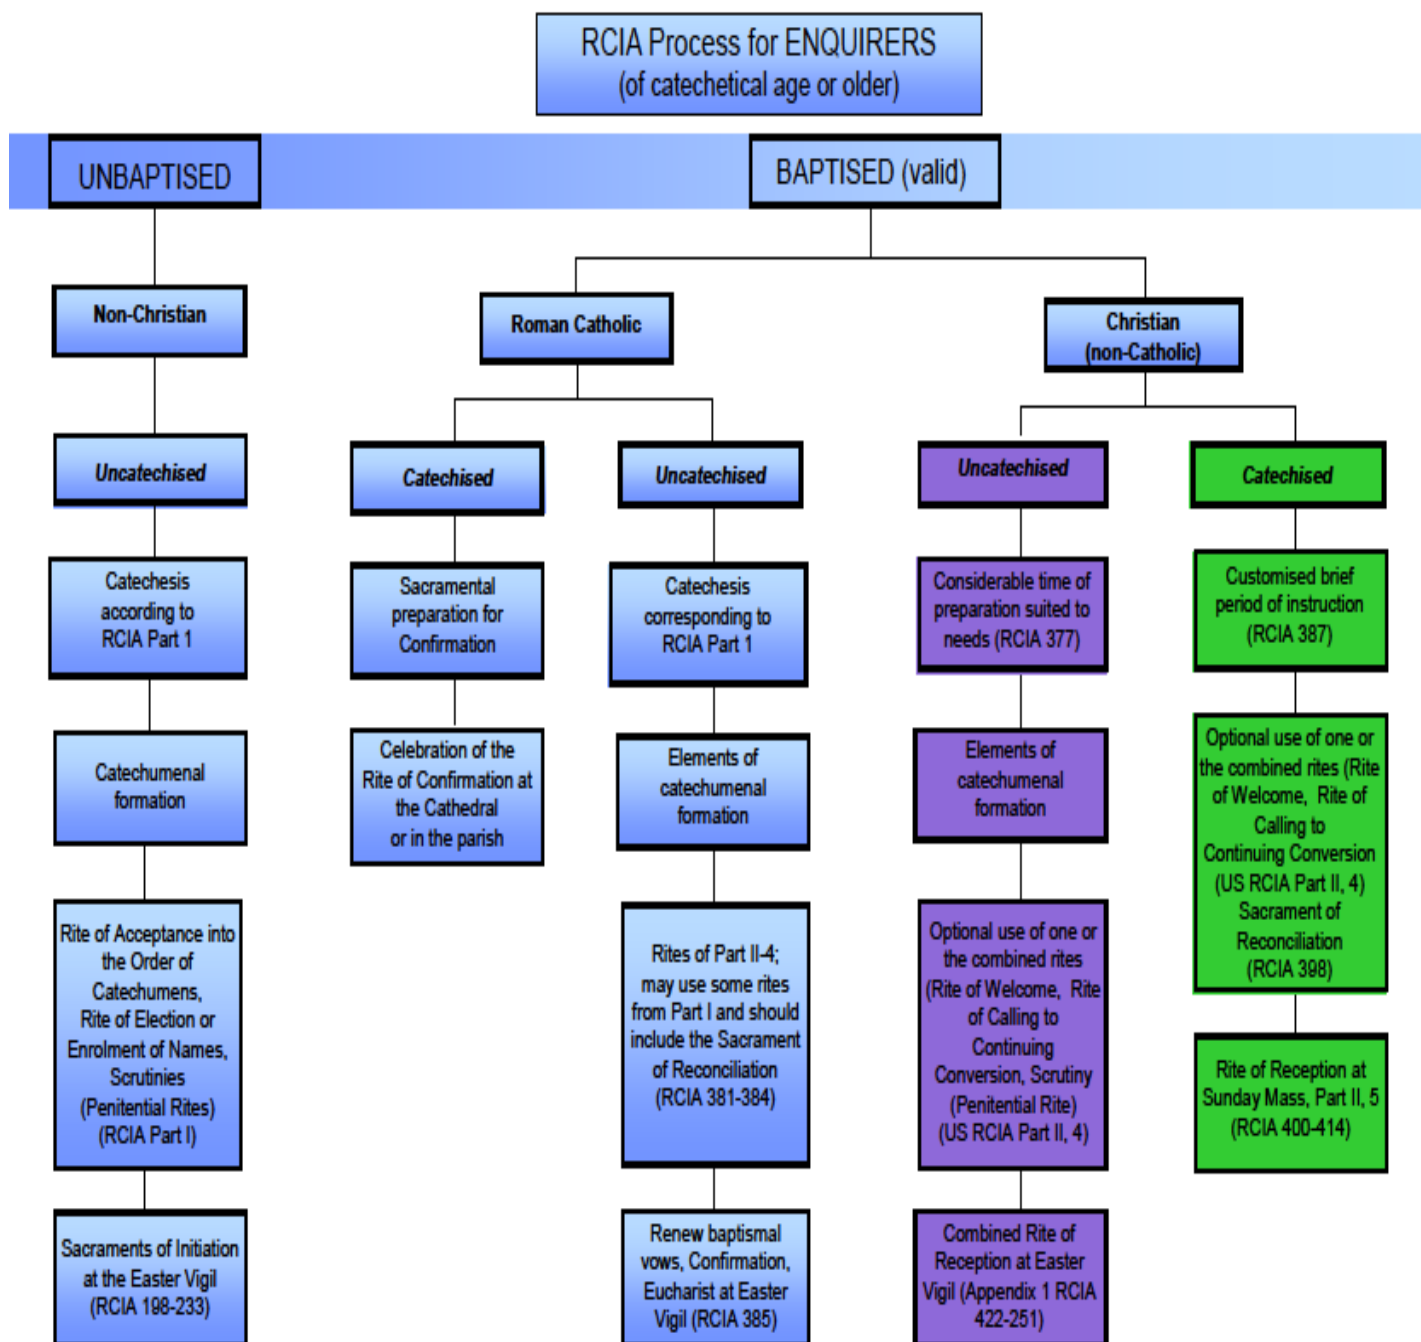 RCIA Process for ENQUIRERS
(of catechetical age or older)
UNBAPTISED
BAPTISED (valid)
Non-Christian
Roman Catholic
Christian
(non-Catholic)
Uncatechised
Catechised
Uncatechised
Uncatechised
Catechised
Catechesis
according to
RCIA Part 1
Sacramental
preparation for
Confirmation
Catechesis
corresponding to
RCIA Part 1
Considerable time of
preparation suited to
needs (RCIA 377)
Customised brief
period of instruction
(RCIA 387)
Catechumenal
formation
Celebration of the
Rite of Confirmation at
the Cathedral
or in the parish
Elements of
catechumenal
formation
Elements of
catechumenal
formation
Optional use of one or
the combined rites (Rite
of Welcome, Rite of
Calling to
Continuing Conversion
(US RCIA Part II, 4)
Sacrament of
Reconciliation
(RCIA 398)
Rite of Acceptance into
the Order of
Catechumens,
Rite of Election or
Enrolment of Names,
Scrutinies
(Penitential Rites)
(RCIA Part I)
Rites of Part II-4;
may use some rites
from Part I and should
include the Sacrament
of Reconciliation
(RCIA 381-384)
Optional use of one or
the combined rites
(Rite of Welcome, Rite
of Calling to
Continuing
Conversion, Scrutiny
(Penitential Rite)
(US RCIA Part II, 4)
Rite of Reception at
Sunday Mass, Part II, 5
(RCIA 400-414)
Sacraments of Initiation
at the Easter Vigil
(RCIA 198-233)
Renew baptismal
vows, Confirmation,
Eucharist at Easter
Vigil (RCIA 385)
Combined Rite of
Reception at Easter
Vigil (Appendix 1 RCIA
422-251)